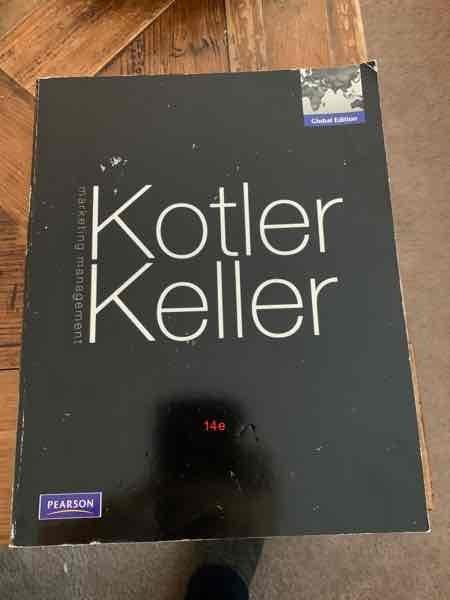 Global Edition
marketing management
Kotler
Keller
14e
PEARSON